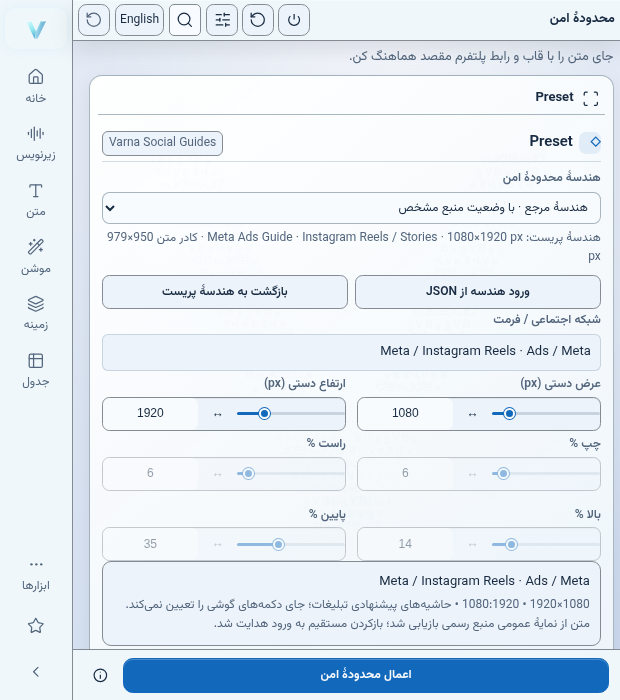 محدودهٔ امن
English
جای متن را با قاب و رابط پلتفرم مقصد هماهنگ کن.
خانه
زیرنویس
متن
موشن
زمینه
جدول
ابزارها
Preset
Preset
Varna Social Guides
هندسهٔ محدودهٔ امن
هندسهٔ مرجع · با وضعیت منبع مشخص
هندسهٔ پریست: Meta Ads Guide · Instagram Reels / Stories · 1080×1920 px · کادر متن 950×979
px
ورود هندسه از JSON
بازگشت به هندسهٔ پریست
شبکه اجتماعی / فرمت
Meta / Instagram Reels · Ads / Meta
عرض دستی (px)
ارتفاع دستی (px)
1080
1920
چپ %
راست %
6
6
بالا %
پایین %
14
35
Meta / Instagram Reels · Ads / Meta
1080×1920 • 1080:1920 • حاشیه‌های پیشنهادی تبلیغات؛ جای دکمه‌های گوشی را تعیین نمی‌کند.
متن از نمایهٔ عمومی منبع رسمی بازیابی شد؛ بازکردن مستقیم به ورود هدایت شد.
اعمال محدودهٔ امن